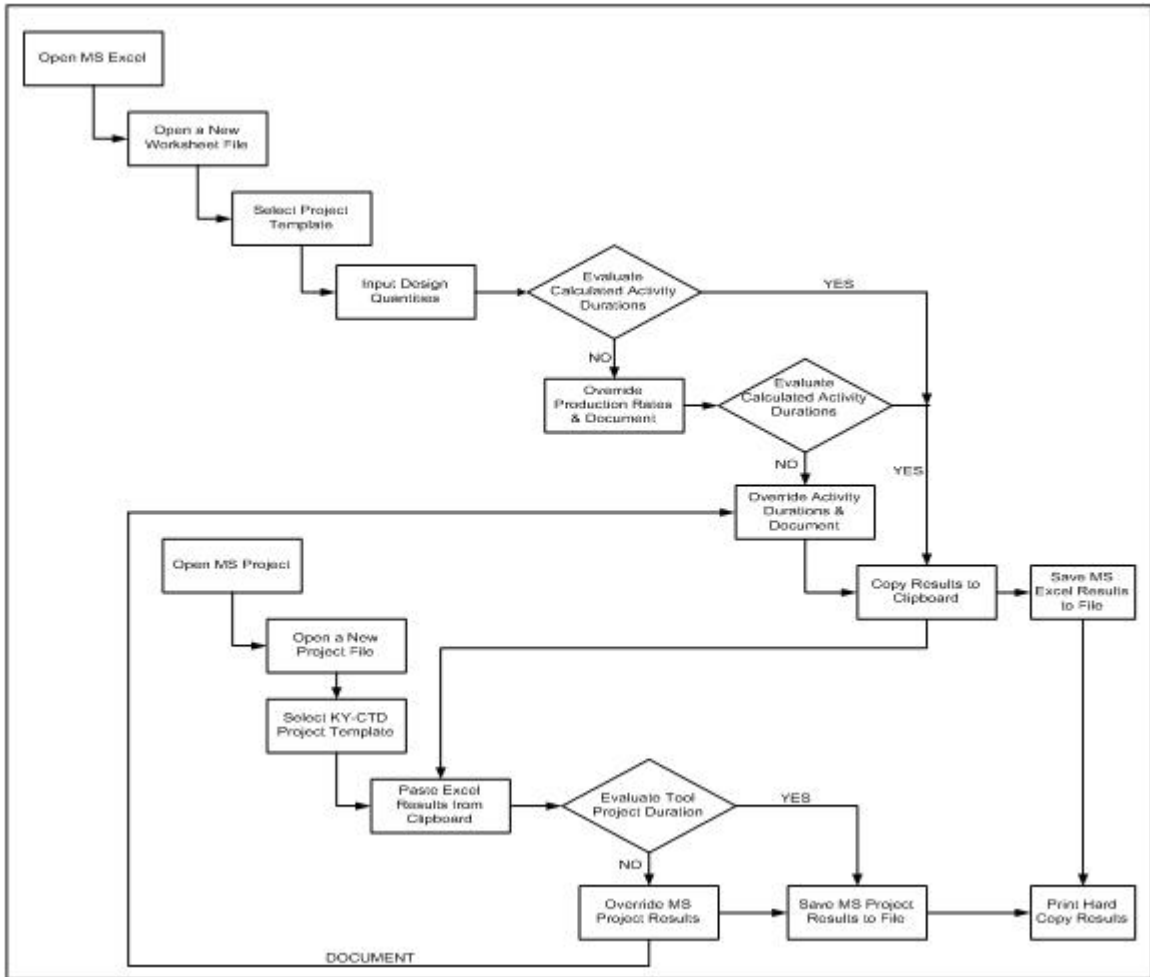 Open MS Excel
Open a New
Worksheet File
Select Project
Template
Input Design
Quantities
Evaluate
Calculated Activity
Durations
YES
NO
Override
Production Rates
& Document
Evaluate
Calculated Activity
Durations
NO
YES
Override Activity
Durations &
Document
Open MS Project
Copy Results to
Clipboard
Save MS
Excel Results
to File
Open a New
Project File
Select KY-CTD
Project Template
Paste Excel
Results from
Clipboard
Evaluate Tool
Project Duration
YES
NO
Override MS
Project Results
Save MS Project
Results to File
Print Hard
Copy Results
DOCUMENT